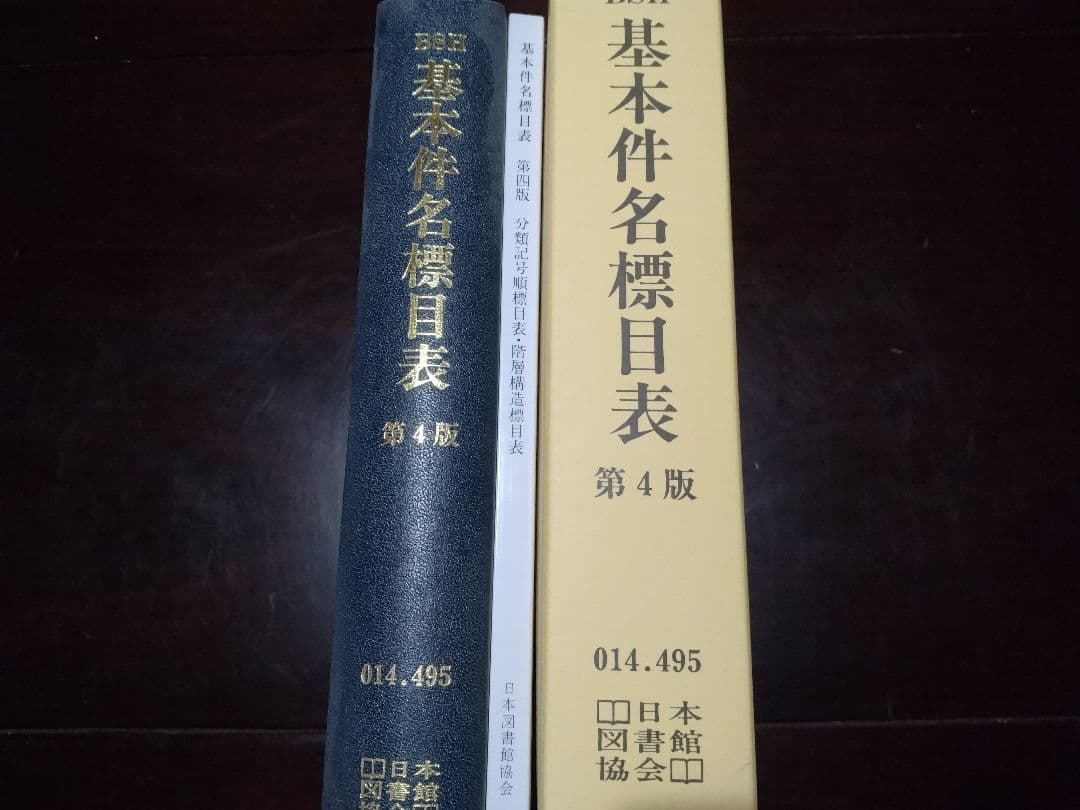 BSH
基本件名標目表
第4版
014.495
日本
図書館
協会
基本件名標目表 第四版 分類記号順標目表・階層構造標目表
日本図書館協会
BSH
基本件名標目表
第4版
014.495
日本
図書館
協会